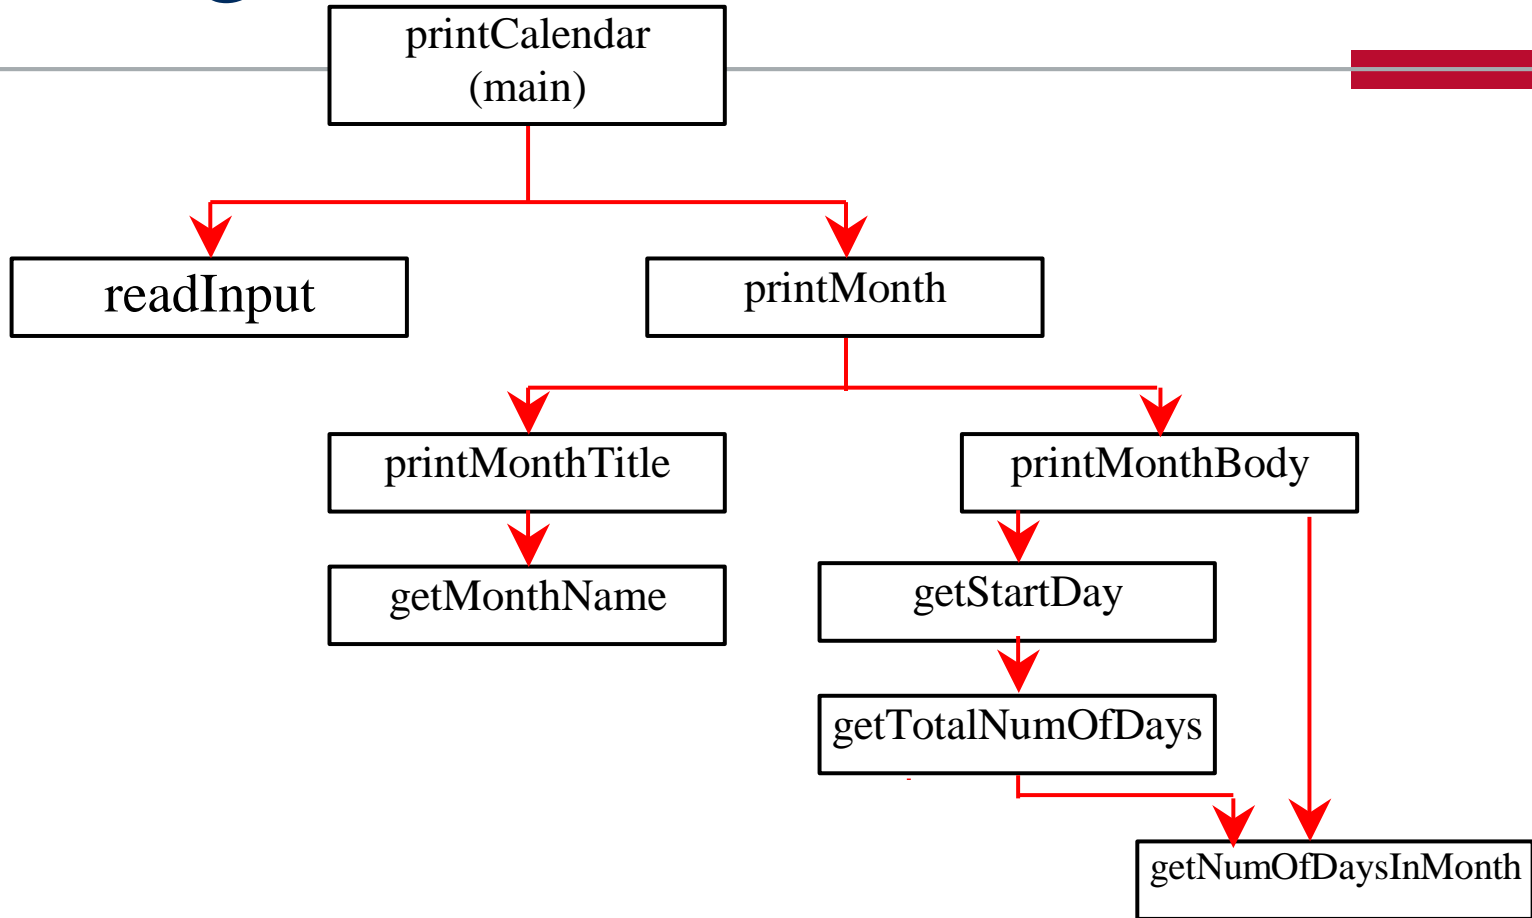 printCalendar
(main)
readInput
printMonth
printMonthTitle
printMonthBody
getMonthName
getStartDay
getTotalNumOfDays
getNumOfDaysInMonth